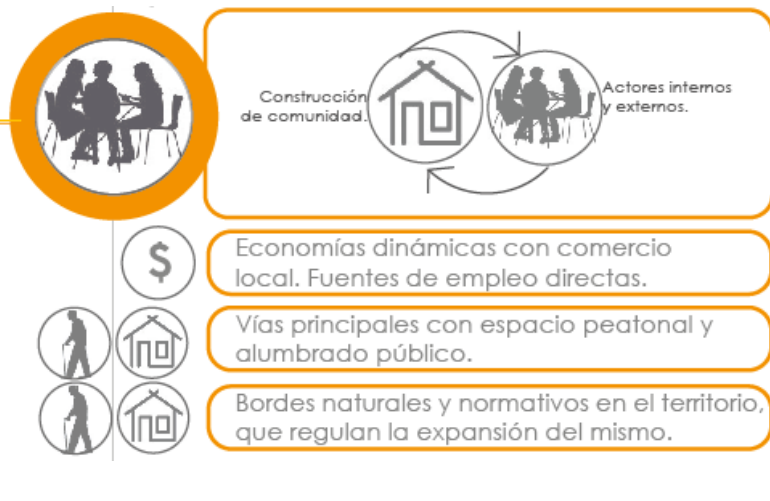 Construcción
de comunidad.
Actores internos
y externos.
$
Economías dinámicas con comercio
local. Fuentes de empleo directas.
Vías principales con espacio peatonal y
alumbrado público.
Bordes naturales y normativos en el territorio,
que regulan la expansión del mismo.